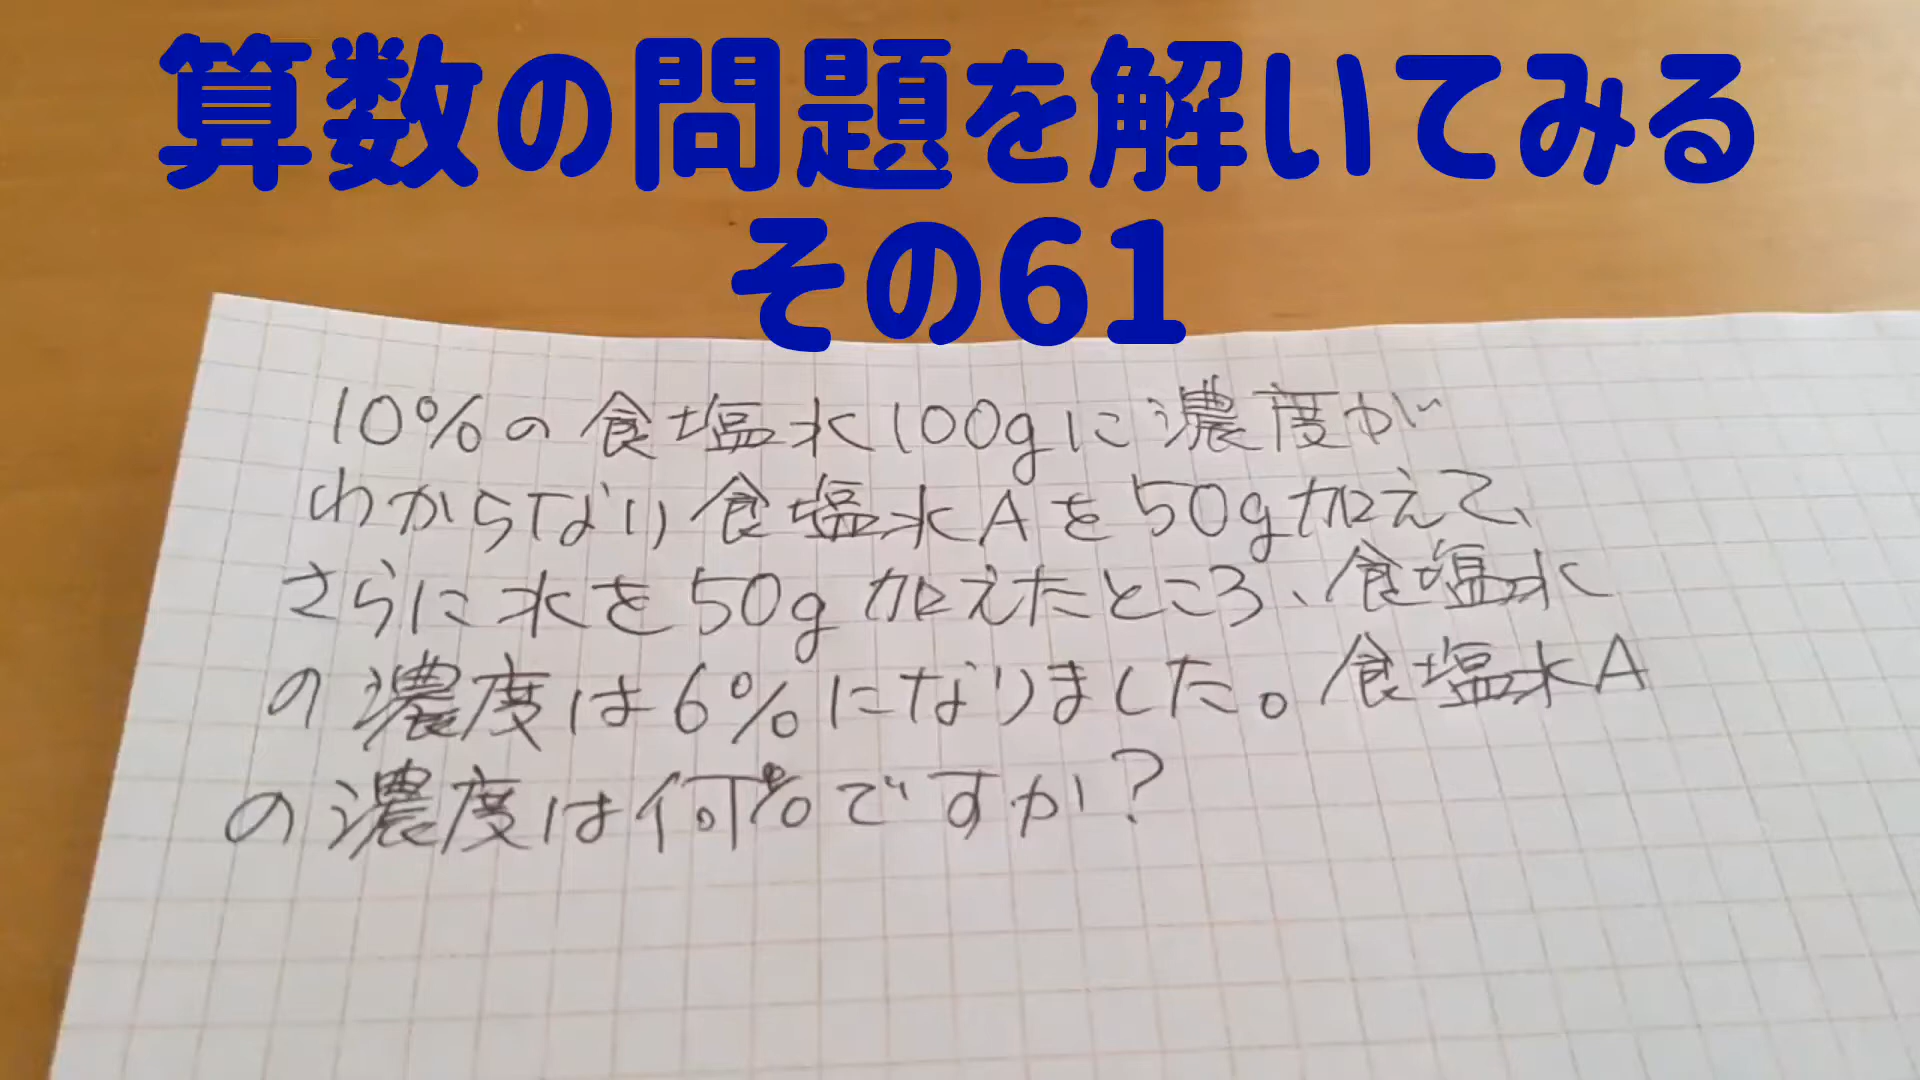 算数の問題を解いてみる
その61
10%の食塩水100gに濃度が
わからない食塩水Aを50g加えて、
さらに水を50g加えたところ、食塩水
の濃度は6%になりました。食塩水A
の濃度は何%ですか?